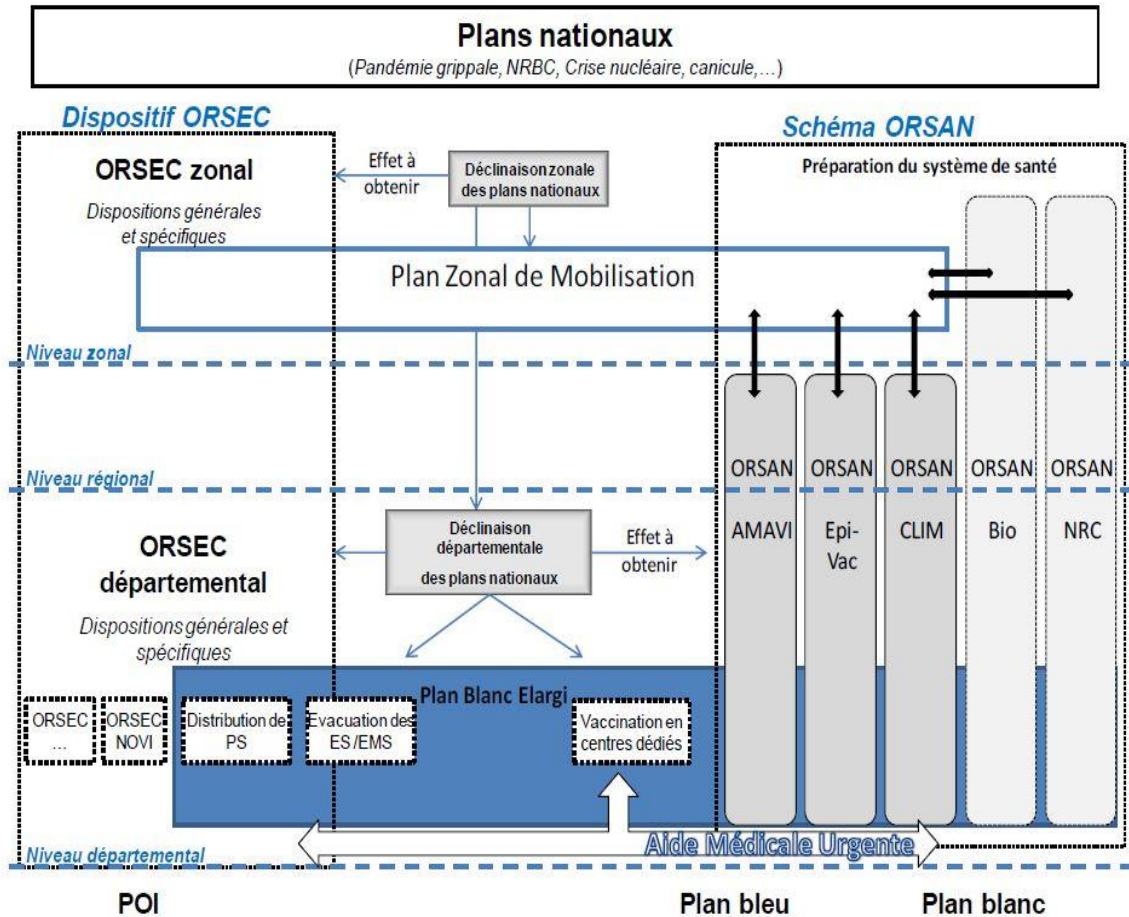 Plans nationaux
(Pandémie grippale, NRBC, Crise nucléaire, canicule,…)
Dispositif ORSEC
Schéma ORSAN
ORSEC zonal
Dispositions générales
et spécifiques
Effet à
obtenir
Déclinaison zonale
des plans nationaux
Préparation du système de santé
Plan Zonal de Mobilisation
Niveau zonal
Niveau régional
ORSAN
AMAVI
ORSAN
Epi-
Vac
ORSAN
CLIM
ORSAN
Bio
ORSAN
NRC
ORSEC
départemental
Dispositions générales et
spécifiques
Déclinaison
départementale
des plans nationaux
Effet à
obtenir
Plan Blanc Elargi
ORSEC
…
ORSEC
NOVI
Distribution de
PS
Evacuation des
ES /EMS
Vaccination en
centres dédiés
Aide Médicale Urgente
Niveau départemental
POI
Plan bleu
Plan blanc